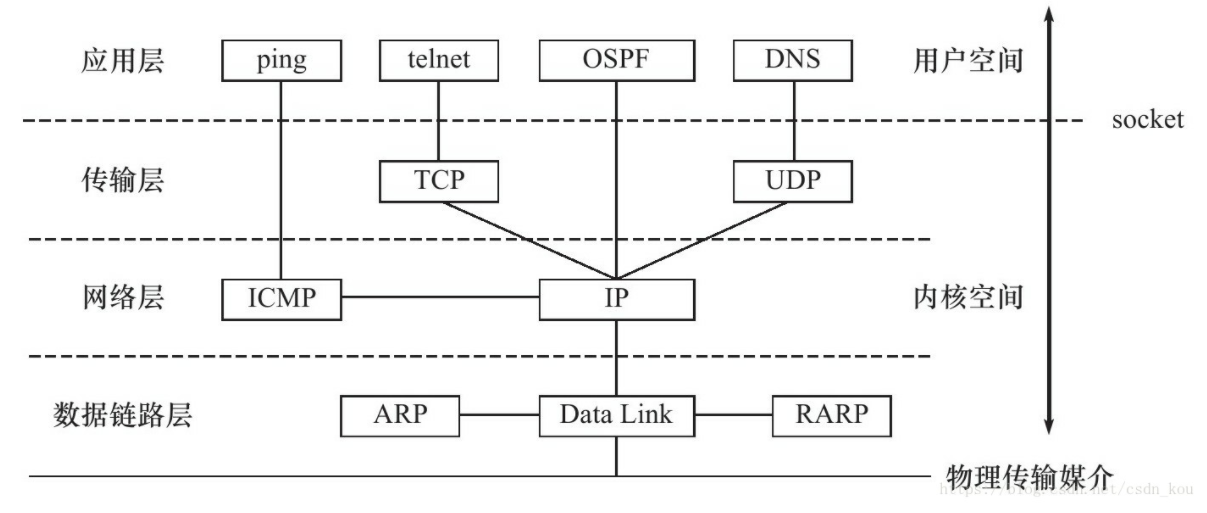 应用层 ping telnet OSPF DNS 用户空间
socket
传输层 TCP UDP
网络层 ICMP IP 内核空间
数据链路层 ARP Data Link RARP
物理传输媒介
https://blog.csdn.net/csdn_kou